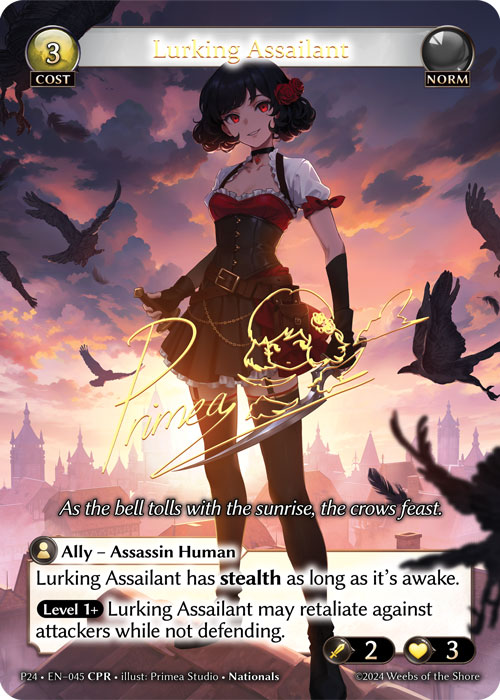 3
COST
Lurking Assailant
NORM
Primea
As the bell tolls with the sunrise, the crows feast.
Ally – Assassin Human
Lurking Assailant has stealth as long as it’s awake.
Level 1+ Lurking Assailant may retaliate against
attackers while not defending.
2
3
P24 • EN-045 CPR • illust: Primea Studio • Nationals
©2024 Weebs of the Shore